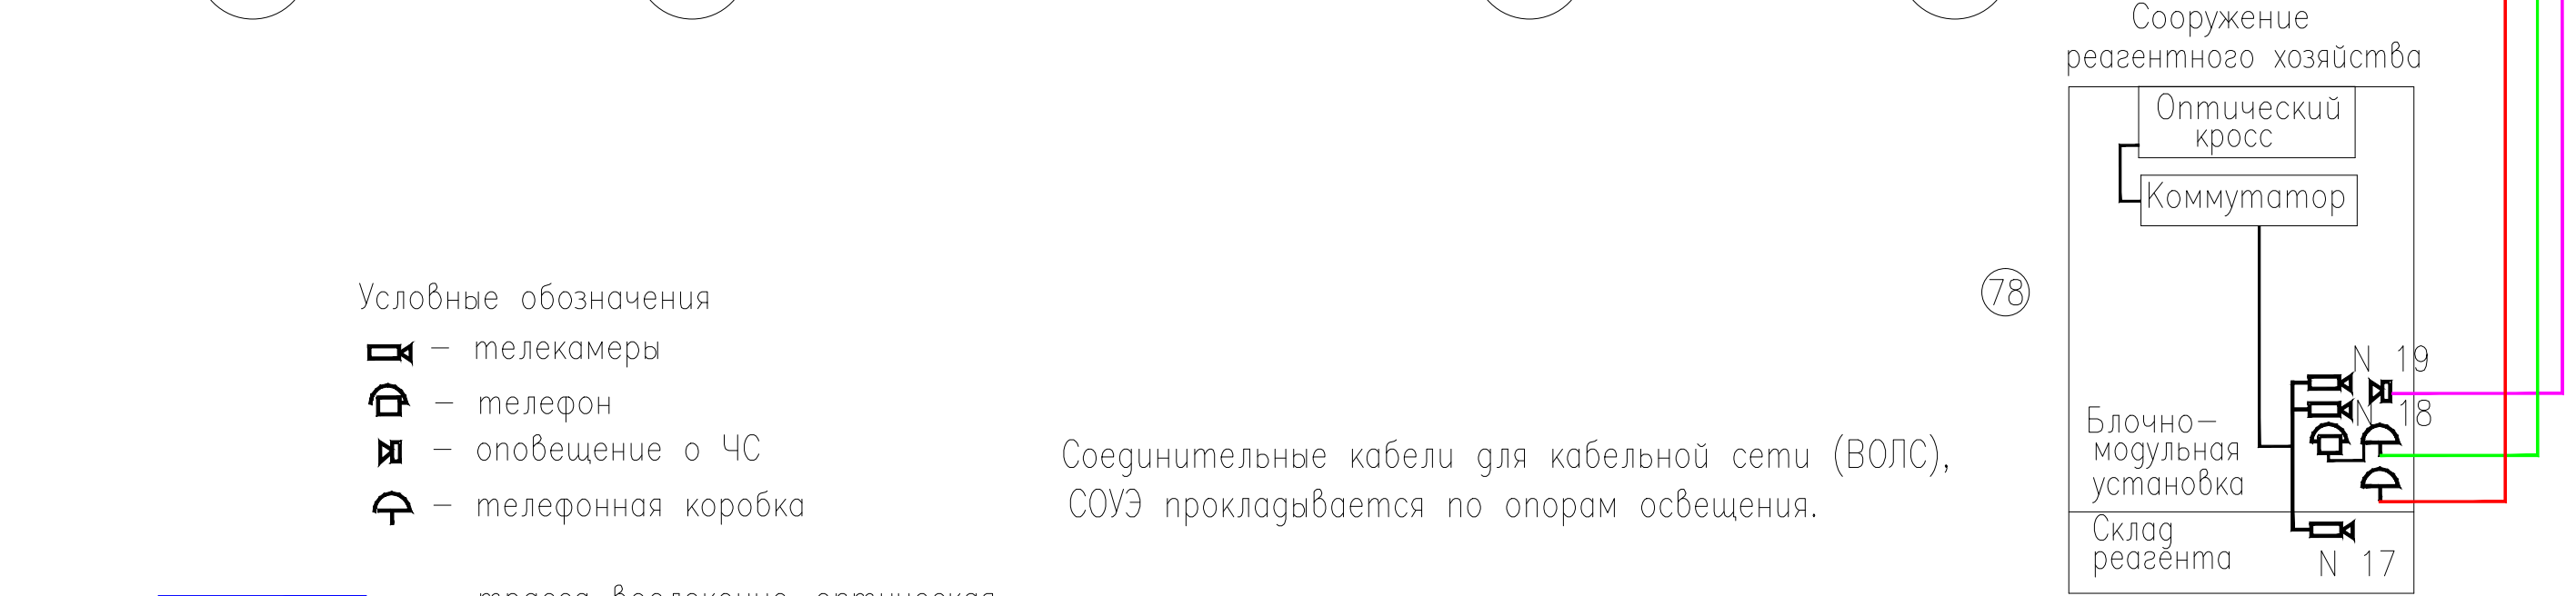 Сооружение
реагентного хозяйства
Оптический
кросс
Коммутатор
Условные обозначения
78
– телекамеры
N 19
– телефон
N 18
Блочно–
модульная
установка
– оповещение о ЧС
Соединительные кабели для кабельной сети (ВОЛС),
СОУЭ прокладывается по опорам освещения.
– телефонная коробка
Склад
реагента
N 17